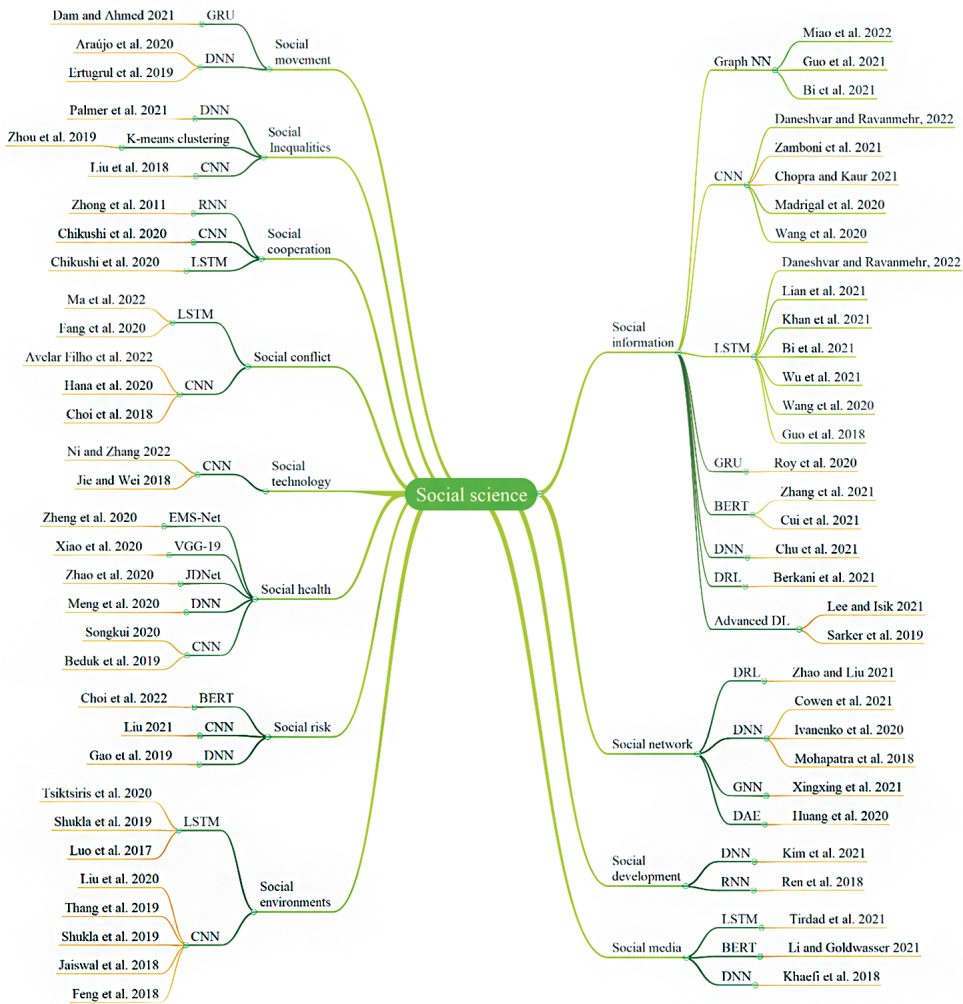 Social science
Social
movement
GRU
Dam and Ahmed 2021
DNN
Araújo et al. 2020
Ertugrul et al. 2019
Social
Inequalities
DNN
Palmer et al. 2021
K-means clustering
Zhou et al. 2019
CNN
Liu et al. 2018
Social
cooperation
RNN
Zhong et al. 2011
CNN
Chikushi et al. 2020
LSTM
Chikushi et al. 2020
Social conflict
LSTM
Ma et al. 2022
Fang et al. 2020
CNN
Avelar Filho et al. 2022
Hana et al. 2020
Choi et al. 2018
Social
technology
CNN
Ni and Zhang 2022
Jie and Wei 2018
Social health
EMS-Net
Zheng et al. 2020
VGG-19
Xiao et al. 2020
JDNet
Zhao et al. 2020
DNN
Meng et al. 2020
CNN
Songkui 2020
Beduk et al. 2019
Social risk
BERT
Choi et al. 2022
CNN
Liu 2021
DNN
Gao et al. 2019
Social
environments
LSTM
Tsiktsiris et al. 2020
Shukla et al. 2019
Luo et al. 2017
CNN
Liu et al. 2020
Thang et al. 2019
Shukla et al. 2019
Jaiswal et al. 2018
Feng et al. 2018
Social
information
Graph NN
Miao et al. 2022
Guo et al. 2021
Bi et al. 2021
CNN
Daneshvar and Ravanmehr, 2022
Zamboni et al. 2021
Chopra and Kaur 2021
Madrigal et al. 2020
Wang et al. 2020
LSTM
Daneshvar and Ravanmehr, 2022
Lian et al. 2021
Khan et al. 2021
Bi et al. 2021
Wu et al. 2021
Wang et al. 2020
Guo et al. 2018
GRU
Roy et al. 2020
BERT
Zhang et al. 2021
Cui et al. 2021
DNN
Chu et al. 2021
DRL
Berkani et al. 2021
Advanced DL
Lee and Isik 2021
Sarker et al. 2019
Social network
DRL
Zhao and Liu 2021
DNN
Cowen et al. 2021
Ivanenko et al. 2020
Mohapatra et al. 2018
GNN
Xingxing et al. 2021
DAE
Huang et al. 2020
Social
development
DNN
Kim et al. 2021
RNN
Ren et al. 2018
Social media
LSTM
Tirdad et al. 2021
BERT
Li and Goldwasser 2021
DNN
Khaefi et al. 2018